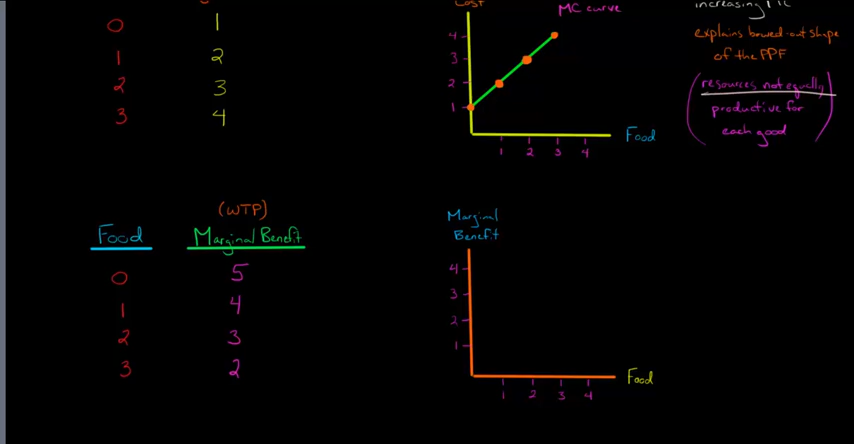 Cost
MC curve
increasing MC
explains bowed-out shape
of the PPF
(resources not equally
productive for
each good)
0 1
1 2
2 3
3 4
4
3
2
1
1 2 3 4
Food
(WTP)
Food Marginal Benefit
0 5
1 4
2 3
3 2
Marginal
Benefit
4
3
2
1
1 2 3 4
Food